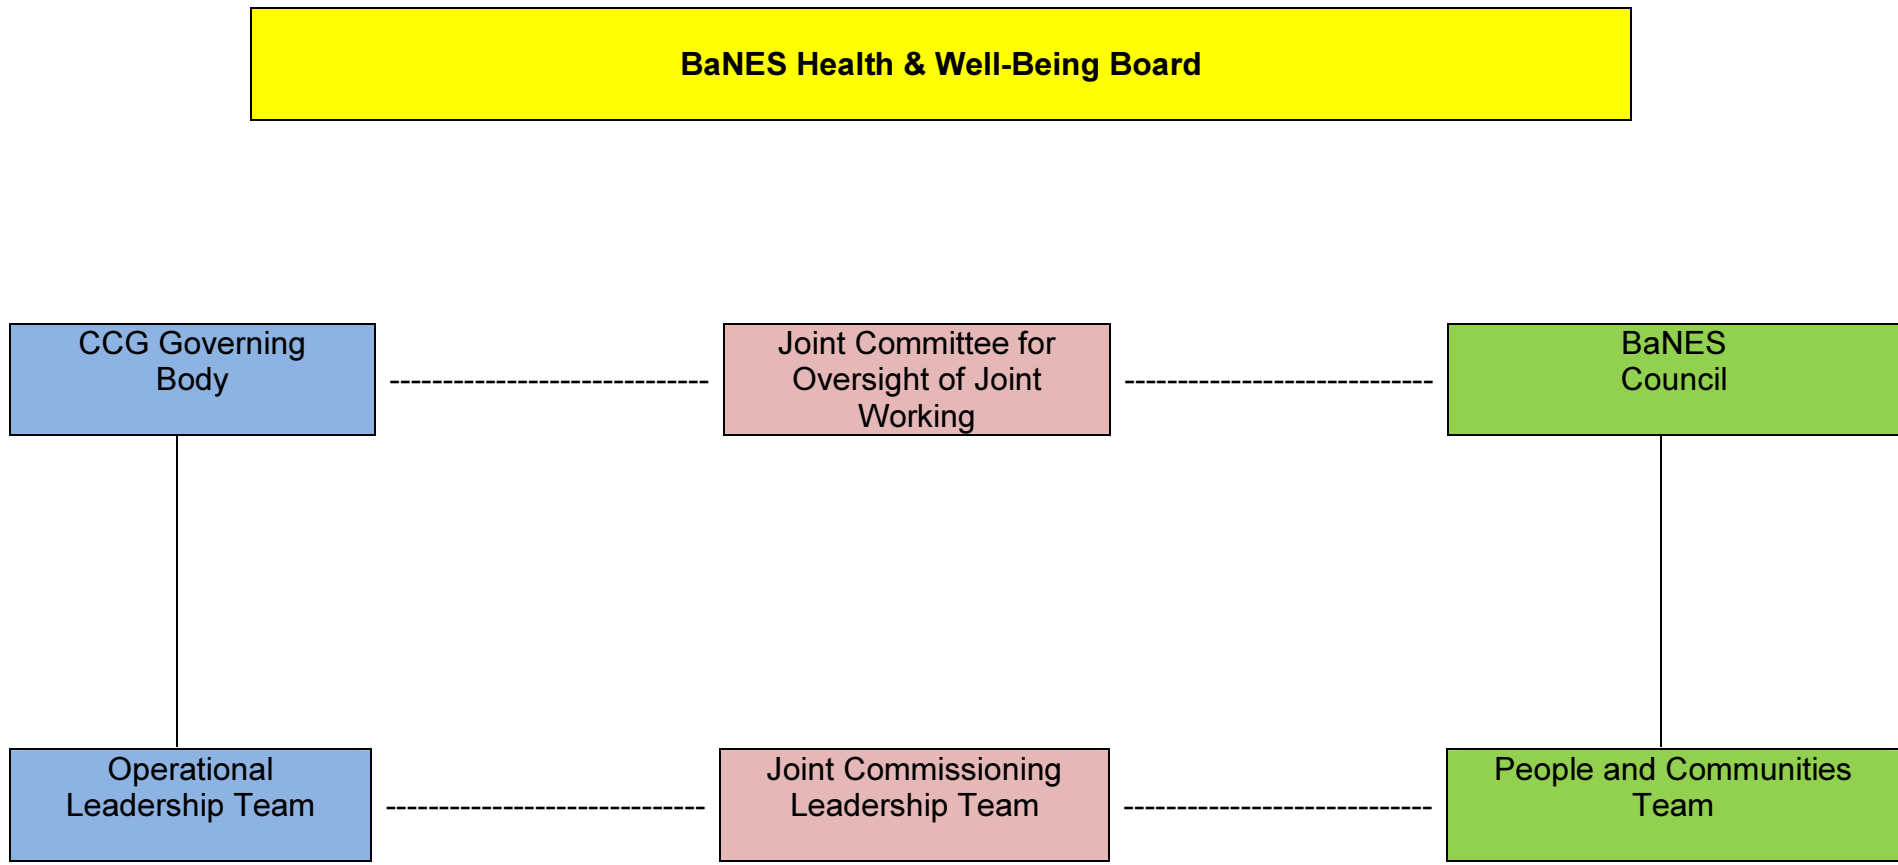 BaNES Health & Well-Being Board
CCG Governing
Body
Joint Committee for
Oversight of Joint
Working
BaNES
Council
Operational
Leadership Team
Joint Commissioning
Leadership Team
People and Communities
Team